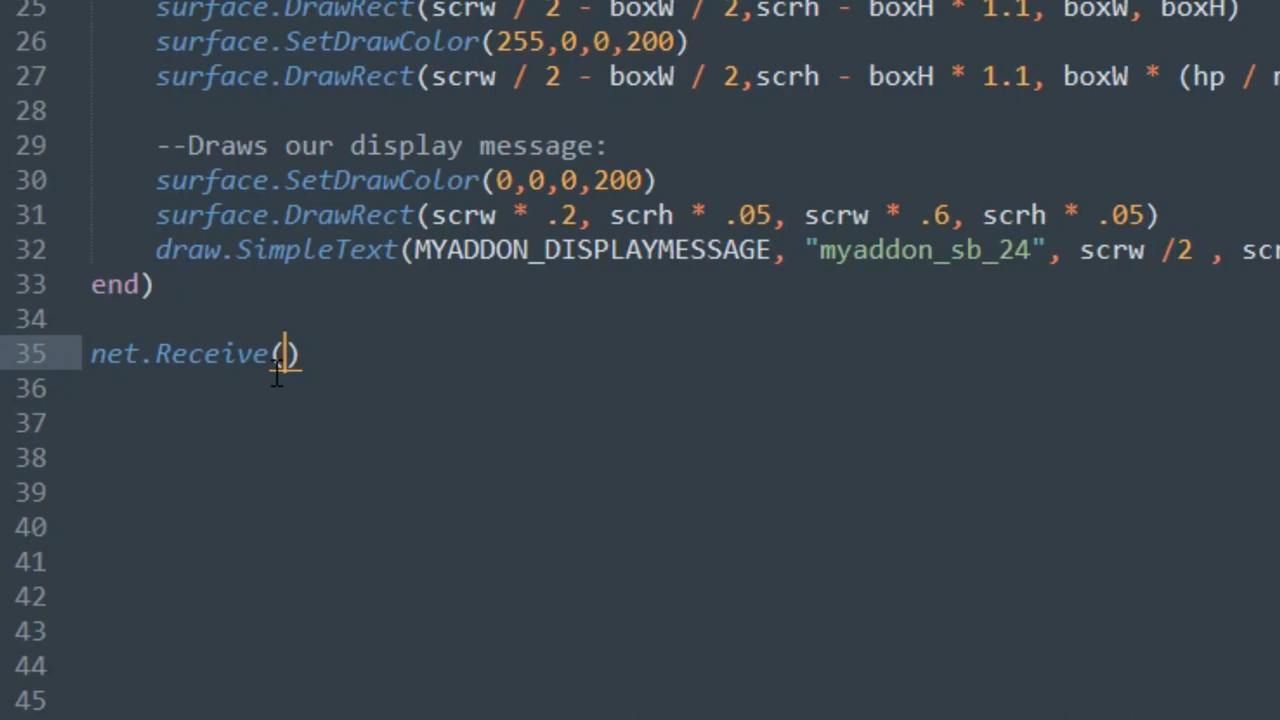 25 surface.DrawRect(scrw / 2 - boxW / 2,scrh - boxH * 1.1, boxW, boxH)
26 surface.SetDrawColor(255,0,0,200)
27 surface.DrawRect(scrw / 2 - boxW / 2,scrh - boxH * 1.1, boxW * (hp /
28
29 --Draws our display message:
30 surface.SetDrawColor(0,0,0,200)
31 surface.DrawRect(scrw * .2, scrh * .05, scrw * .6, scrh * .05)
32 draw.SimpleText(MYADDON_DISPLAYMESSAGE, "myaddon_sb_24", scrw /2 ,
33 end)
34
35 net.Receive()
36
37
38
39
40
41
42
43
44
45